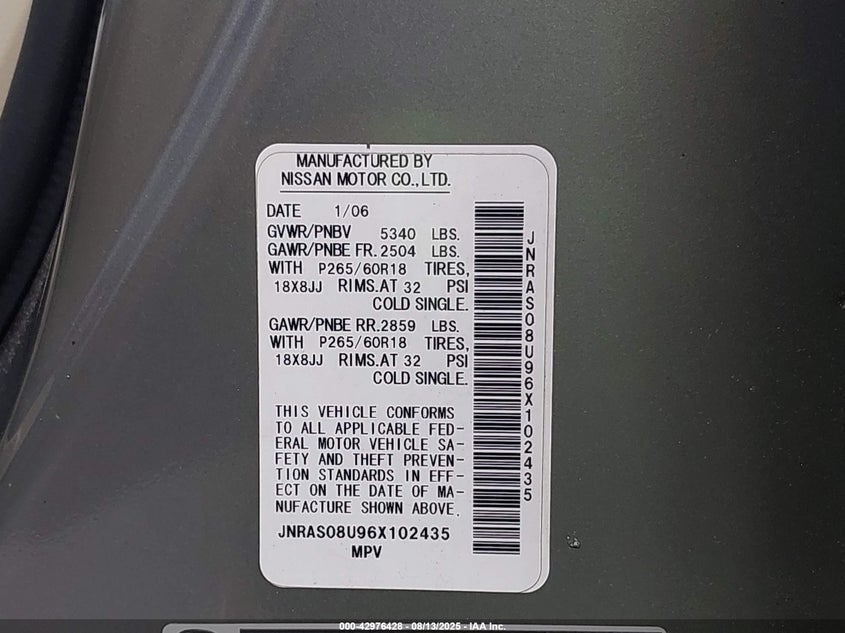 MANUFACTURED BY
NISSAN MOTOR CO.,LTD.
DATE 1/06
GVWR/PNBV 5340 LBS.
GAWR/PNBE FR.2504 LBS.
WITH P265/60R18 TIRES,
18X8JJ RIMS.AT 32 PSI
COLD SINGLE.
GAWR/PNBE RR.2859 LBS.
WITH P265/60R18 TIRES,
18X8JJ RIMS.AT 32 PSI
COLD SINGLE.
THIS VEHICLE CONFORMS
TO ALL APPLICABLE FED-
ERAL MOTOR VEHICLE SA-
FETY AND THEFT PREVEN-
TION STANDARDS IN EFF-
ECT ON THE DATE OF MA-
NUFACTURE SHOWN ABOVE.
JNRAS08U96X102435
MPV
JNRAS08U96X102435
000-42976428 - 08/13/2025 - IAA Inc.